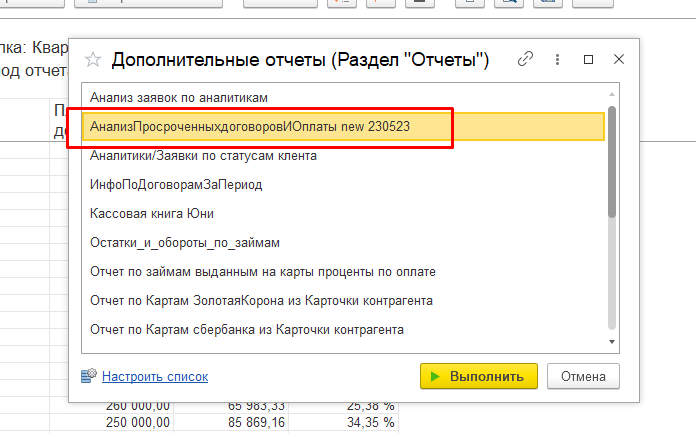 лка: Квар
од отчета
Пл
до
Дополнительные отчеты (Раздел "Отчеты")
Анализ заявок по аналитикам
АнализПросроченныхдоговоровИОплаты new 230523
Аналитики/Заявки по статусам клента
ИнфоПоДоговорамЗаПериод
Кассовая книга Юни
Остатки_и_обороты_по_займам
Отчет по займам выданным на карты проценты по оплате
Отчет по Картам ЗолотаяКорона из Карточки контрагента
Отчет по Картам сбербанка из Карточки контрагента
Настроить список
Выполнить
Отмена
260 000,00 65 983,33 25,38 %
250 000,00 85 869,16 34,35 %